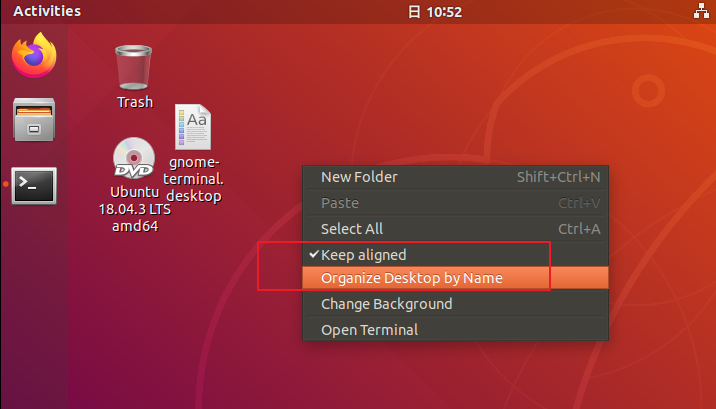 Activities
日 10:52
Trash
Aa
gnome-
terminal.
desktop
DVD
Ubuntu
18.04.3 LTS
amd64
New Folder Shift+Ctrl+N
Paste Ctrl+V
Select All Ctrl+A
✔Keep aligned
Organize Desktop by Name
Change Background
Open Terminal